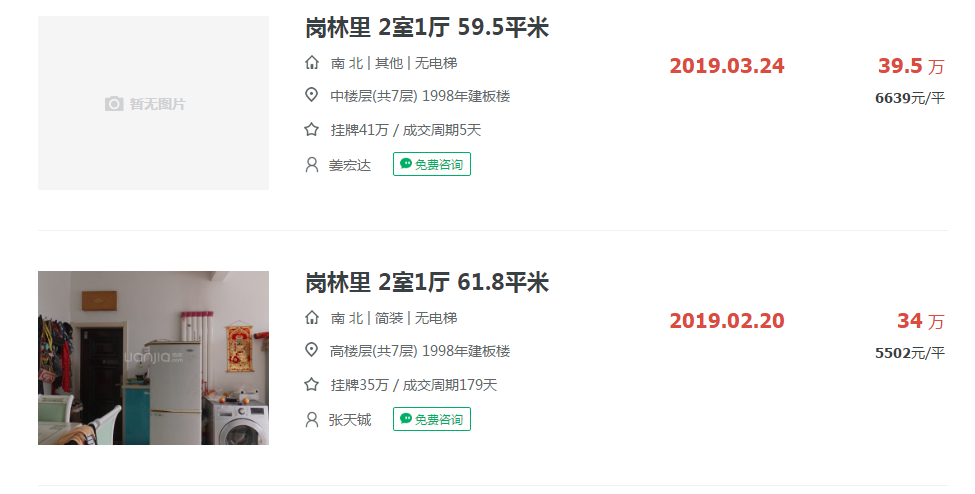 岗林里 2室1厅 59.5平米
南 北 | 其他 | 无电梯
2019.03.24
39.5 万
中楼层(共7层) 1998年建板楼
6639元/平
暂无图片
挂牌41万 / 成交周期5天
姜宏达
免费咨询
岗林里 2室1厅 61.8平米
南 北 | 简装 | 无电梯
2019.02.20
34 万
高楼层(共7层) 1998年建板楼
5502元/平
Lianjia
挂牌35万 / 成交周期179天
张天铖
免费咨询